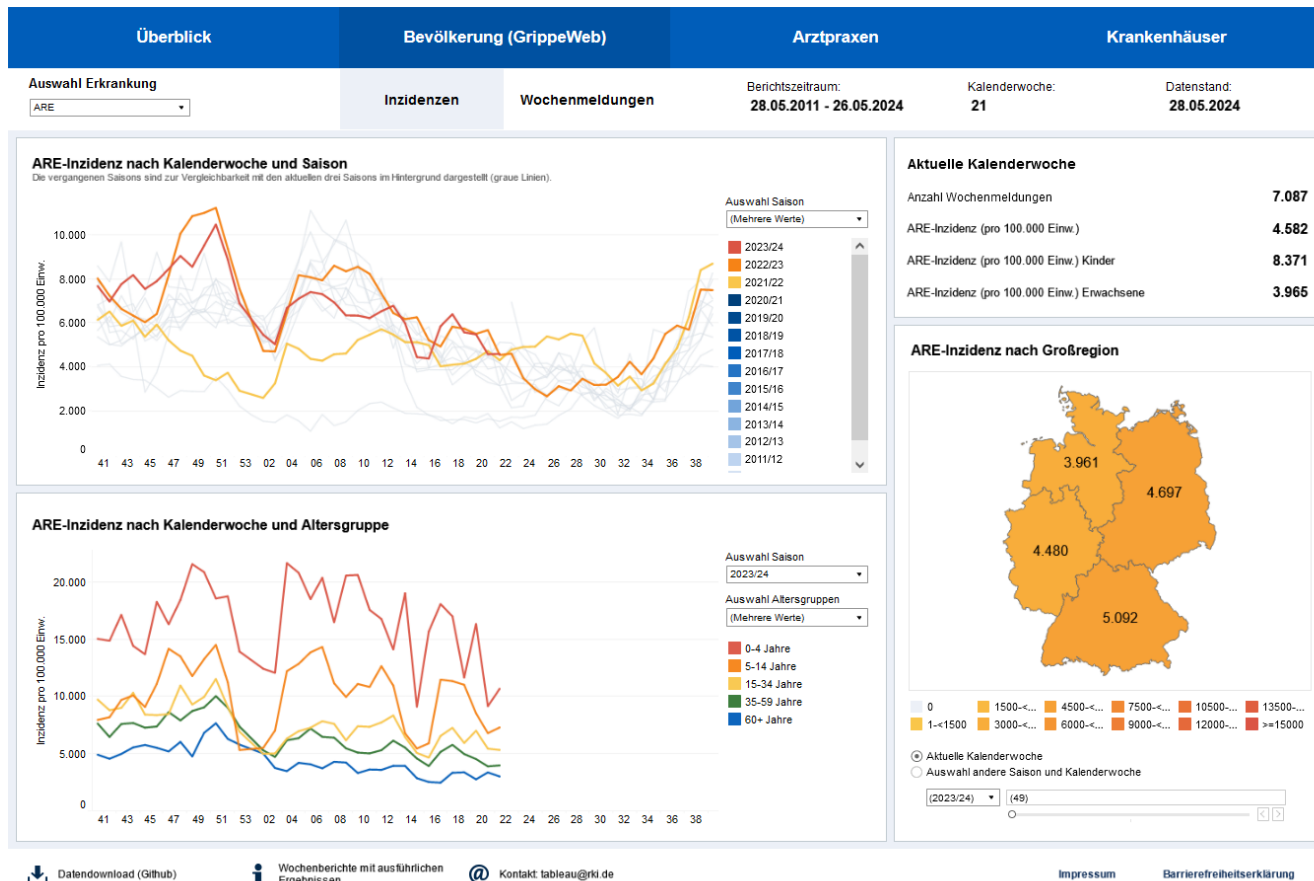 Überblick
Bevölkerung (GrippeWeb)
Arztpraxen
Krankenhäuser
Auswahl Erkrankung
ARE
Inzidenzen
Wochenmeldungen
Berichtszeitraum:
28.05.2011 - 26.05.2024
Kalenderwoche:
21
Datenstand:
28.05.2024
ARE-Inzidenz nach Kalenderwoche und Saison
Die vergangenen Saisons sind zur Vergleichbarkeit mit den aktuellen drei Saisons im Hintergrund dargestellt (graue Linien).
Inzidenz pro 100.000 Einw.
10.000
8.000
6.000
4.000
2.000
0
41 43 45 47 49 51 53 02 04 06 08 10 12 14 16 18 20 22 24 26 28 30 32 34 36 38
Auswahl Saison
(Mehrere Werte)
2023/24
2022/23
2021/22
2020/21
2019/20
2018/19
2017/18
2016/17
2015/16
2014/15
2013/14
2012/13
2011/12
Aktuelle Kalenderwoche
Anzahl Wochenmeldungen 7.087
ARE-Inzidenz (pro 100.000 Einw.) 4.582
ARE-Inzidenz (pro 100.000 Einw.) Kinder 8.371
ARE-Inzidenz (pro 100.000 Einw.) Erwachsene 3.965
ARE-Inzidenz nach Großregion
3.961
4.697
4.480
5.092
0 1500-<... 4500-<... 7500-<... 10500-... 13500-...
1-<1500 3000-<... 6000-<... 9000-<... 12000-... >=15000
Aktuelle Kalenderwoche
Auswahl andere Saison und Kalenderwoche
(2023/24) (49)
ARE-Inzidenz nach Kalenderwoche und Altersgruppe
Inzidenz pro 100.000 Einw.
20.000
15.000
10.000
5.000
0
41 43 45 47 49 51 53 02 04 06 08 10 12 14 16 18 20 22 24 26 28 30 32 34 36 38
Auswahl Saison
2023/24
Auswahl Altersgruppen
(Mehrere Werte)
0-4 Jahre
5-14 Jahre
15-34 Jahre
35-59 Jahre
60+ Jahre
Datendownload (Github)
Wochenberichte mit ausführlichen
Ergebnissen
Kontakt: tableau@rki.de
Impressum
Barrierefreiheitserklärung